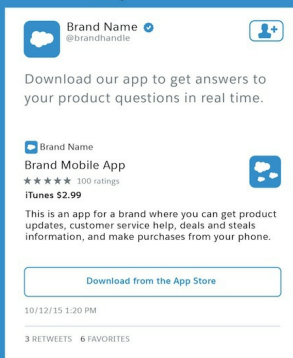 Brand Name
@brandhandle
Download our app to get answers to
your product questions in real time.
Brand Name
Brand Mobile App
★★★★★ 100 ratings
iTunes $2.99
This is an app for a brand where you can get product
updates, customer service help, deals and steals
information, and make purchases from your phone.
Download from the App Store
10/12/15 1:20 PM
3 RETWEETS 6 FAVORITES